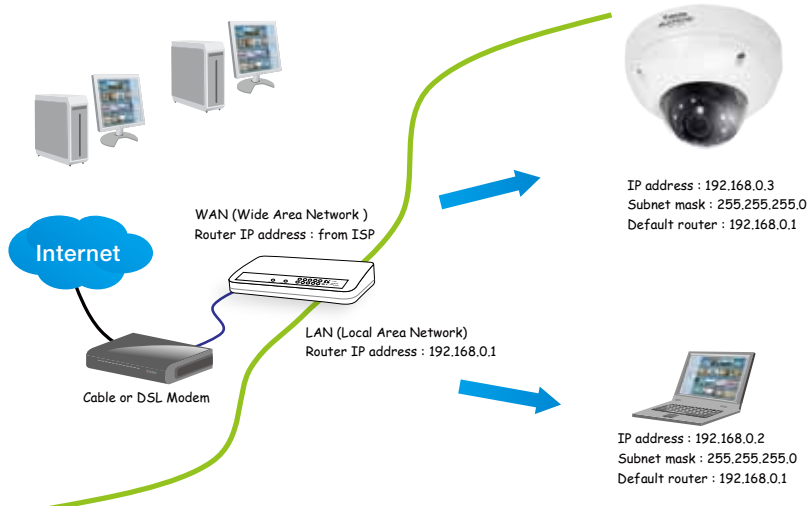 IP address : 192.168.0.3
Subnet mask : 255.255.255.0
Default router : 192.168.0.1
WAN (Wide Area Network )
Router IP address : from ISP
Internet
LAN (Local Area Network)
Router IP address : 192.168.0.1
Cable or DSL Modem
IP address : 192.168.0.2
Subnet mask : 255.255.255.0
Default router : 192.168.0.1